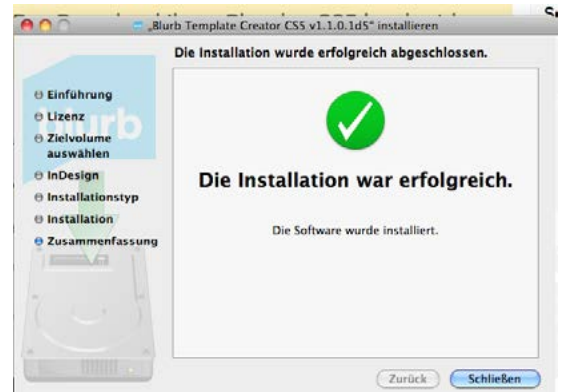 „Blurb Template Creator CS5 v1.1.0.1d5“ installieren
Die Installation wurde erfolgreich abgeschlossen.
Einführung
Lizenz
Zielvolume
auswählen
InDesign
Installationstyp
Installation
Zusammenfassung
blurb
Die Installation war erfolgreich.
Die Software wurde installiert.
Zurück
Schließen